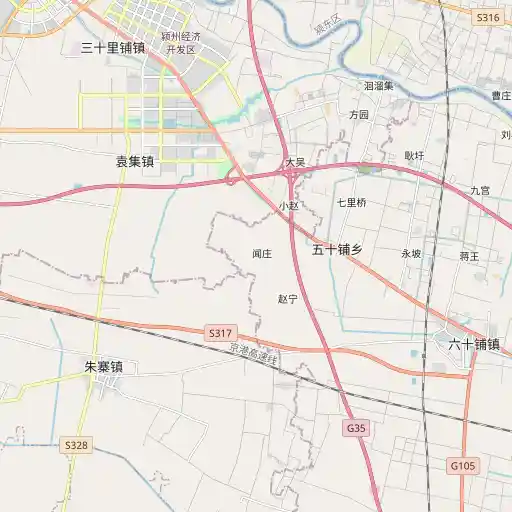 S316
颍东区
颍州经济
开发区
三十里铺镇
洄溜集
曹庄
方园
刘
袁集镇
大吴
耿圩
九宫
小赵
七里桥
闻庄
五十铺乡
永坡
蒋王
赵宁
S317
京港高速线
六十铺镇
朱寨镇
G35
S328
G105